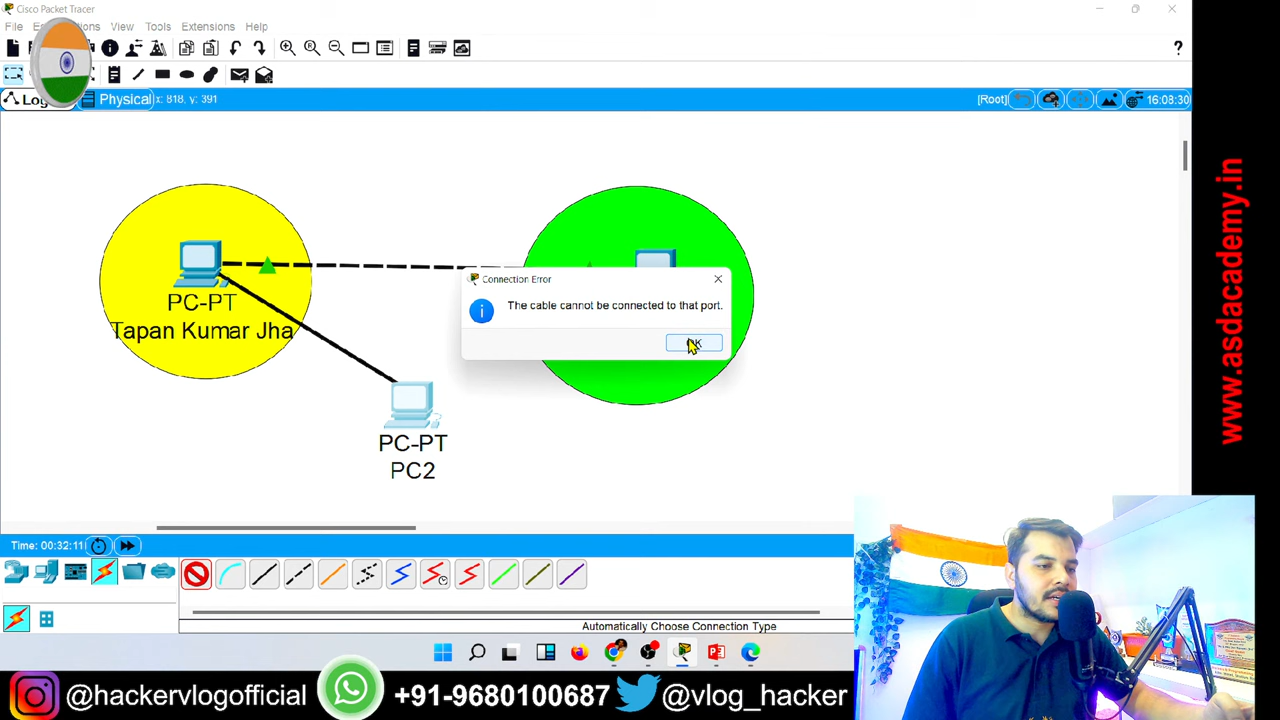 Cisco Packet Tracer
File
View
Tools
Extensions
Help
Physical
x: 818, y: 391
[Root]
16:08:30
Connection Error
The cable cannot be connected to that port.
PC-PT
Tapan Kumar Jha
PC-PT
PC2
Time: 00:32:11
Automatically Choose Connection Type
www.asdacademy.in
@hackervlogofficial
+91-9680100687
@vlog_hacker